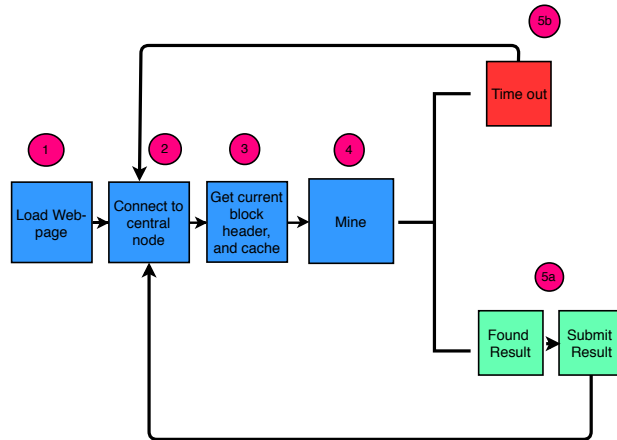 5b
Time out
1
2
3
4
Load Web-
page
Connect to
central
node
Get current
block
header,
and cache
Mine
5a
Found
Result
Submit
Result